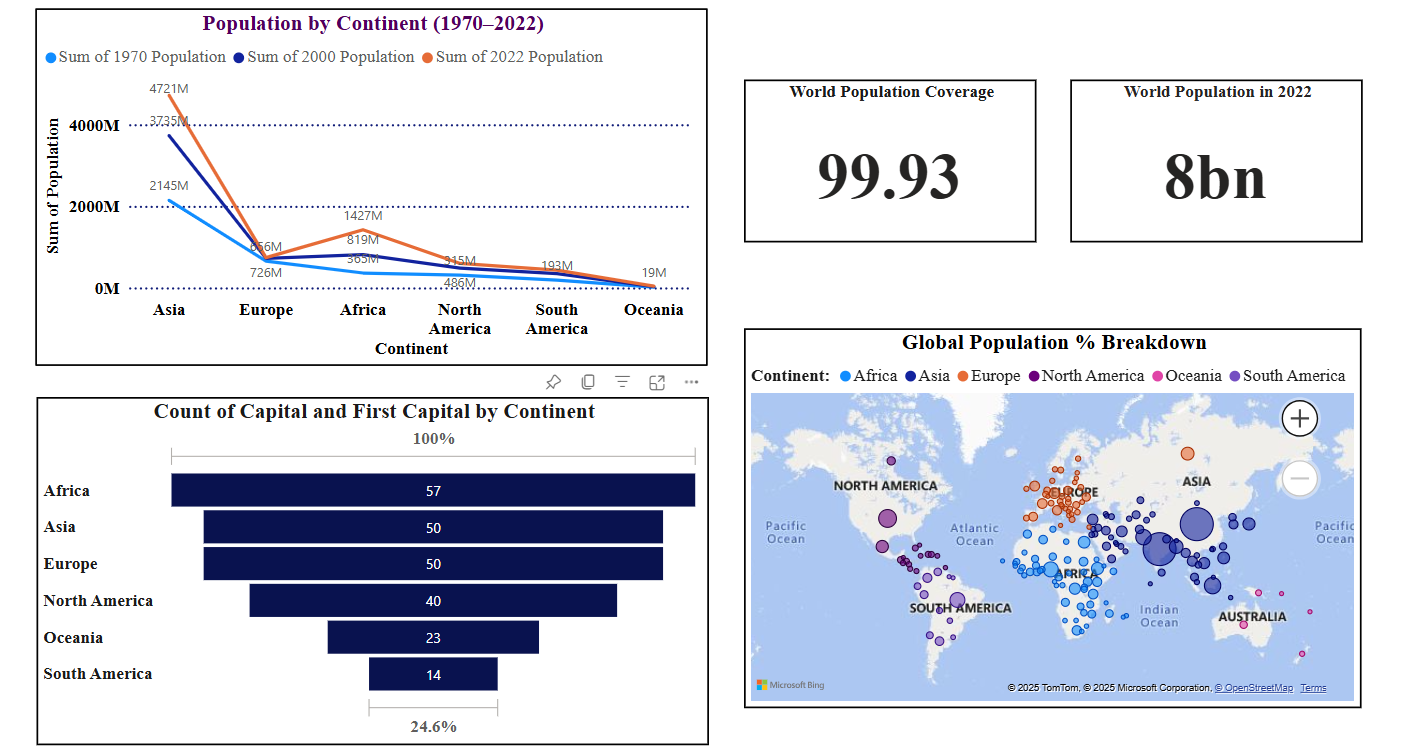 Population by Continent (1970–2022)
Sum of 1970 Population Sum of 2000 Population Sum of 2022 Population
Sum of Population
4000M
2000M
0M
4721M
3735M
2145M
656M
726M
1427M
819M
365M
315M
486M
193M
19M
Asia
Europe
Africa
North America
South America
Oceania
Continent
World Population Coverage
99.93
World Population in 2022
8bn
Count of Capital and First Capital by Continent
100%
Africa 57
Asia 50
Europe 50
North America 40
Oceania 23
South America 14
24.6%
Global Population % Breakdown
Continent: Africa Asia Europe North America Oceania South America
NORTH AMERICA
EUROPE
ASIA
Pacific
Ocean
Atlantic
Ocean
Pacific
Ocean
AFRICA
SOUTH AMERICA
Indian
Ocean
AUSTRALIA
Microsoft Bing
© 2025 TomTom, © 2025 Microsoft Corporation, © OpenStreetMap Terms